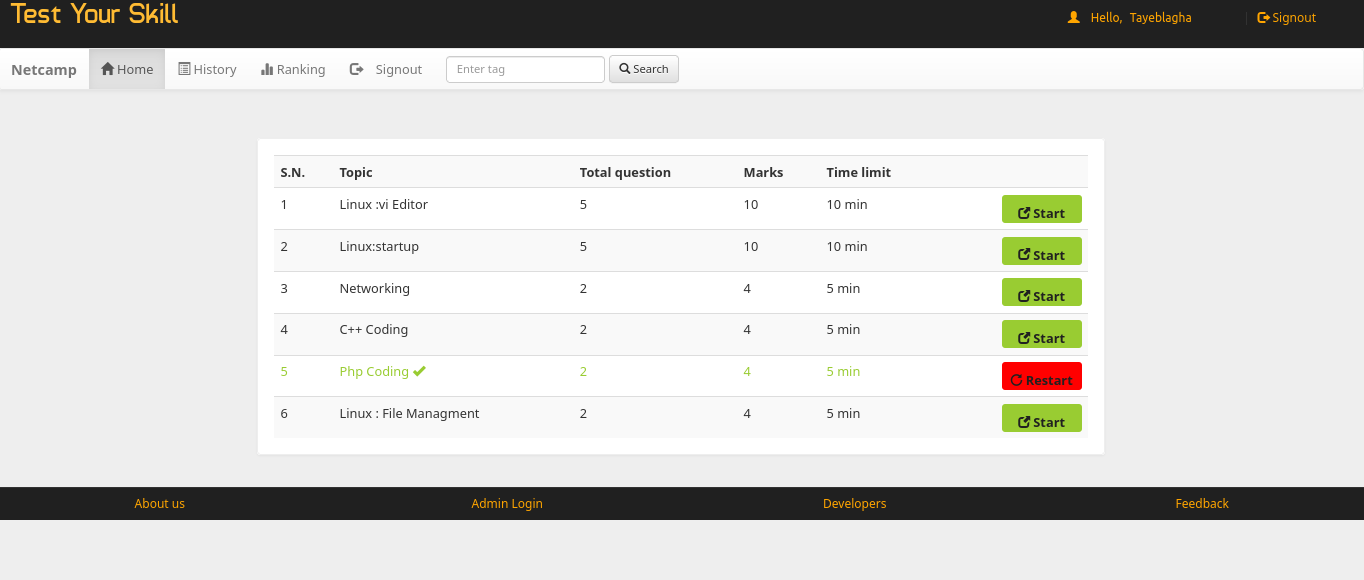 Test Your Skill
Hello, Tayeblagha | Signout
Netcamp Home History Ranking Signout Enter tag Search
S.N. Topic Total question Marks Time limit
1 Linux :vi Editor 5 10 10 min Start
2 Linux:startup 5 10 10 min Start
3 Networking 2 4 5 min Start
4 C++ Coding 2 4 5 min Start
5 Php Coding 2 4 5 min Restart
6 Linux : File Managment 2 4 5 min Start
About us Admin Login Developers Feedback